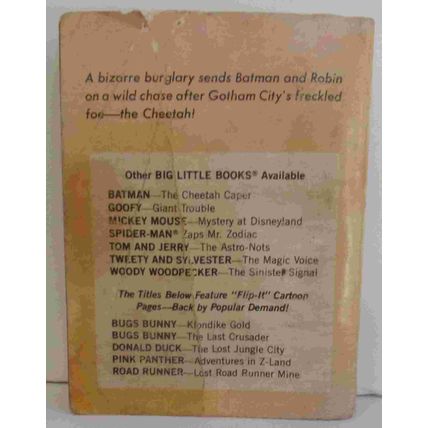 A bizarre burglary sends Batman and Robin
on a wild chase after Gotham City's freckled
foe—the Cheetah!
Other BIG LITTLE BOOKS® Available
BATMAN—The Cheetah Caper
GOOFY—Giant Trouble
MICKEY MOUSE—Mystery at Disneyland
SPIDER-MAN® Zaps Mr. Zodiac
TOM AND JERRY—The Astro-Nots
TWEETY AND SYLVESTER—The Magic Voice
WOODY WOODPECKER—The Sinister Signal
The Titles Below Feature "Flip-It" Cartoon
Pages—Back by Popular Demand!
BUGS BUNNY—Klondike Gold
BUGS BUNNY—The Last Crusader
DONALD DUCK—The Lost Jungle City
PINK PANTHER—Adventures in Z-Land
ROAD RUNNER—Lost Road Runner Mine